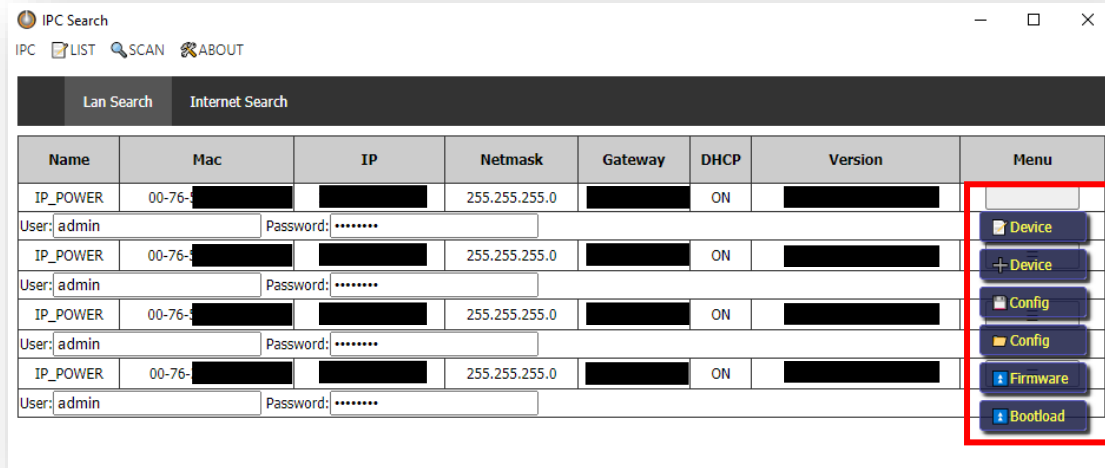 IPC Search
IPC LIST SCAN ABOUT
Lan Search Internet Search
Name Mac IP Netmask Gateway DHCP Version Menu
IP_POWER 00-76- 255.255.255.0 ON
User: admin Password: ••••••••
Device
IP_POWER 00-76- 255.255.255.0 ON
Device
User: admin Password: ••••••••
Config
IP_POWER 00-76- 255.255.255.0 ON
User: admin Password: ••••••••
Config
IP_POWER 00-76- 255.255.255.0 ON
Firmware
User: admin Password: ••••••••
Bootload